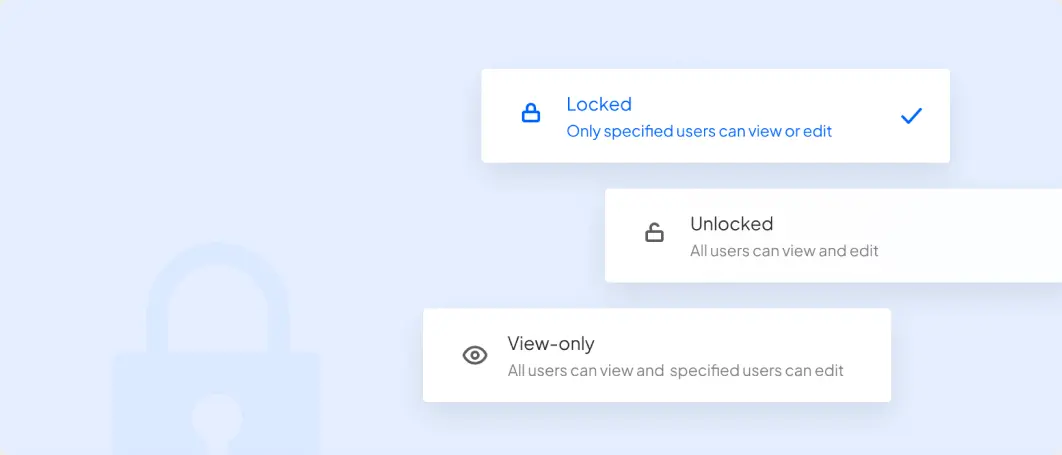 Locked
Only specified users can view or edit
Unlocked
All users can view and edit
View-only
All users can view and specified users can edit